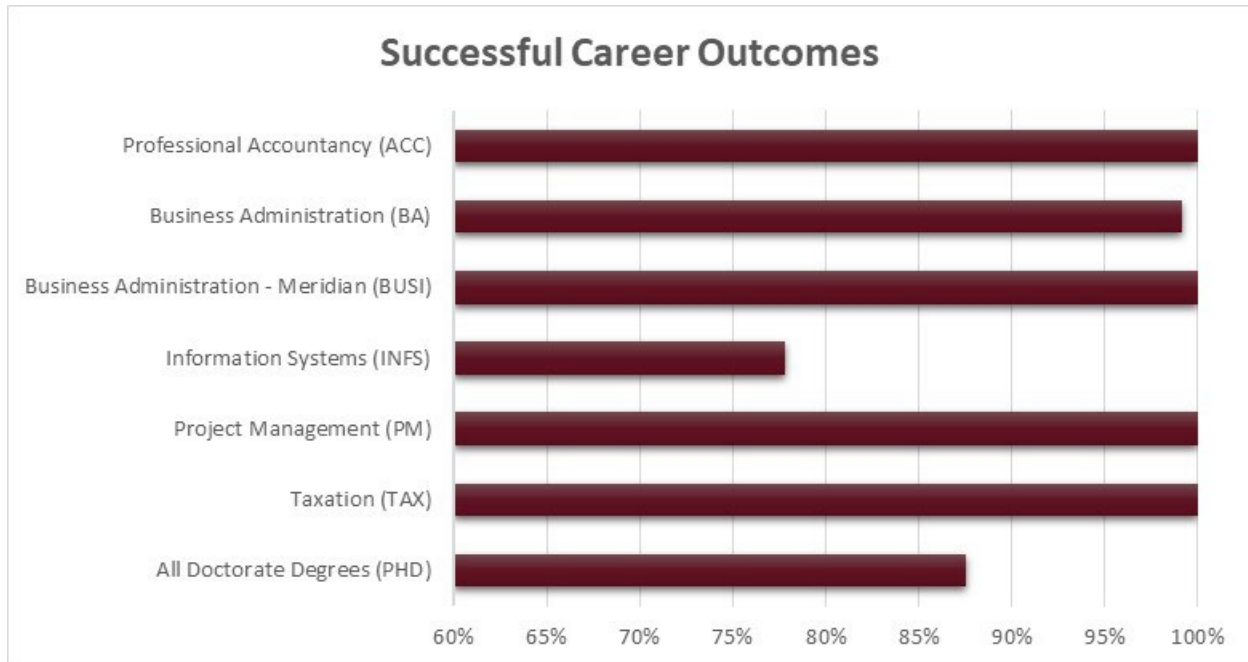 Successful Career Outcomes
Professional Accountancy (ACC)
Business Administration (BA)
Business Administration - Meridian (BUSI)
Information Systems (INFS)
Project Management (PM)
Taxation (TAX)
All Doctorate Degrees (PHD)
60% 65% 70% 75% 80% 85% 90% 95% 100%